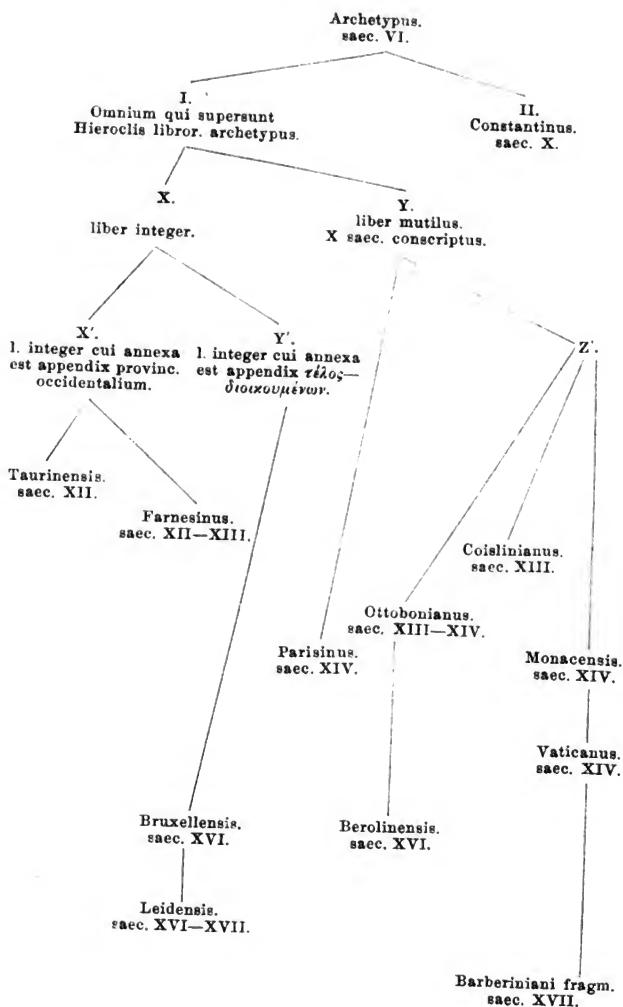 Archetypus.
saec. VI.
I.
Omnium qui supersunt
Hieroclis libror. archetypus.
II.
Constantinus.
saec. X.
X.
liber integer.
Y.
liber mutilus.
X saec. conscriptus.
X'.
l. integer cui annexa
est appendix provinc.
occidentalium.
Y'.
l. integer cui annexa
est appendix τέλος—
διοικουμένων.
Z'.
Taurinensis.
saec. XII.
Farnesinus.
saec. XII—XIII.
Coislinianus.
saec. XIII.
Ottobonianus.
saec. XIII—XIV.
Parisinus.
saec. XIV.
Monacensis.
saec. XIV.
Vaticanus.
saec. XIV.
Bruxellensis.
saec. XVI.
Berolinensis.
saec. XVI.
Leidensis.
saec. XVI—XVII.
Barberiniani fragm.
saec. XVII.